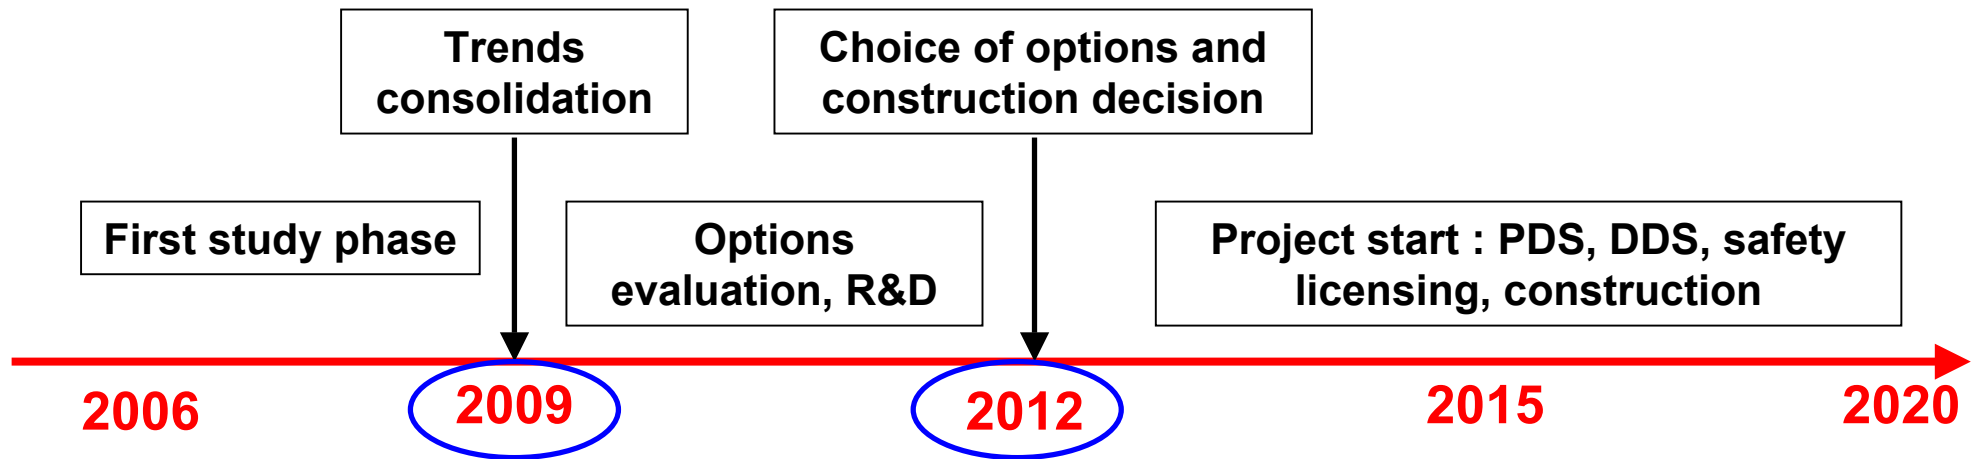 Trends
consolidation
Choice of options and
construction decision
First study phase
Options
evaluation, R&D
Project start : PDS, DDS, safety
licensing, construction
2006
2009
2012
2015
2020